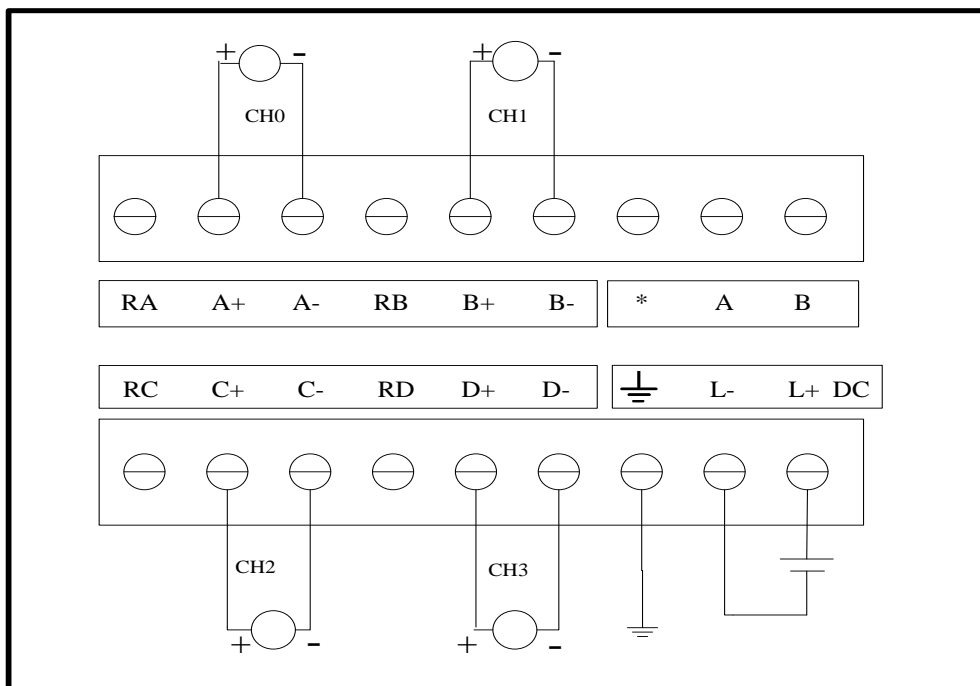 + - + -
CH0 CH1
RA A+ A- RB B+ B- * A B
RC C+ C- RD D+ D- L- L+ DC
CH2 CH3
+ - + -